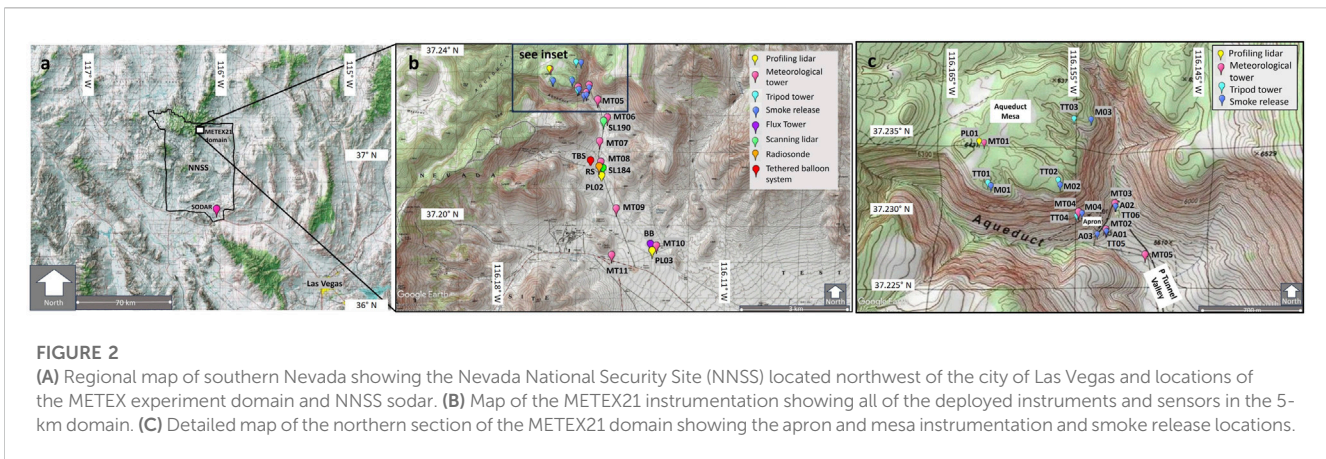 a
117° W
116° W
115° W
METEX21
domain
NNSS
37° N
SODAR
Las Vegas
36° N
North
70 km
b
37.24° N
see inset
Profiling lidar
Meteorological
tower
Tripod tower
Smoke release
Flux Tower
Scanning lidar
Radiosonde
Tethered balloon
system
MT05
MT06
SL190
MT07
TBS
MT08
RS
SL184
PL02
NEVADA
37.20° N
MT09
BB
MT10
PL03
MT11
116.18° W
116.11° W
TEST
SITE
Google Earth
North
c
116.165° W
116.155° W
116.145° W
Profiling lidar
Meteorological
tower
Tripod tower
Smoke release
Aqueduct
Mesa
TT03
M03
37.235° N
PL01
MT01
TT01
M01
TT02
M02
MT03
A02
TT06
MT04
M04
TT04
Apron
MT02
A01
A03
TT05
37.230° N
Aqueduct
MT05
P Tunnel
Valley
37.225° N
Google Earth
North
FIGURE 2
(A) Regional map of southern Nevada showing the Nevada National Security Site (NNSS) located northwest of the city of Las Vegas and locations of
the METEX experiment domain and NNSS sodar. (B) Map of the METEX21 instrumentation showing all of the deployed instruments and sensors in the 5-
km domain. (C) Detailed map of the northern section of the METEX21 domain showing the apron and mesa instrumentation and smoke release locations.